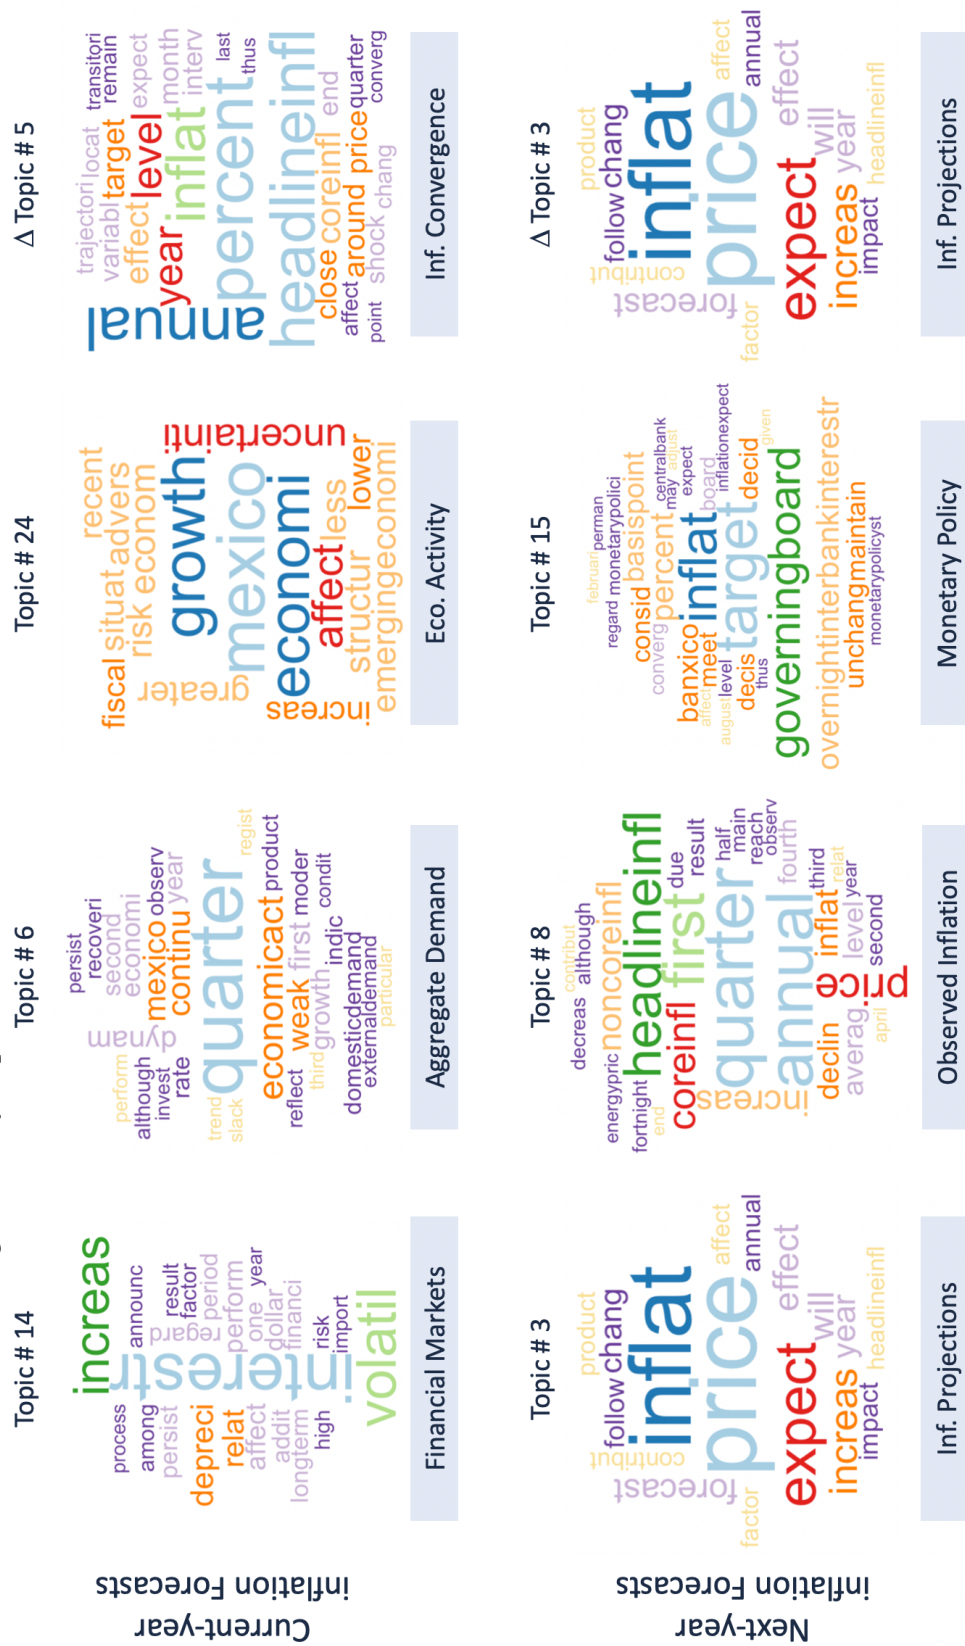 Current-year
inflation Forecasts
Topic # 14
increas
process
announc
among
result
factor
persist
regard
period
interestr
depreci
perform
relat
one
year
affect
dollar
addit
financi
longterm
risk
high
import
volatil
Financial Markets
Topic # 6
persist
recoveri
second
economi
dynam
mexico
observ
perform
continu
year
although
invest
rate
quarter
trend
slack
regist
economicact
product
reflect
weak
first
moder
third
growth
indic
condit
domesticdemand
externaldemand
particular
Aggregate Demand
Topic # 24
recent
fiscal
situat
advers
risk
econom
greater
growth
uncertainti
mexico
economi
increas
affect
less
structur
lower
emergingeconomi
Eco. Activity
Δ Topic # 5
trajectori
locat
transitori
variabl
target
remain
effect
level
expect
year
inflat
month
interv
annual
percent
last
thus
headlineinfl
close
coreinfl
end
affect
around
price
quarter
point
shock
chang
converg
Inf. Convergence
Next-year
inflation Forecasts
Topic # 3
product
follow
chang
contribut
inflat
forecast
price
affect
annual
factor
expect
effect
will
increas
year
impact
headlineinfl
Inf. Projections
Topic # 8
decreas
contribut
although
energypric
noncoreinfl
fortnight
headlineinfl
end
coreinfl
first
due
result
increas
quarter
half
main
reach
observ
annual
fourth
declin
price
inflat
third
averag
level
relat
year
april
second
Observed Inflation
Topic # 15
februari
perman
regard
monetarypolici
consid
basispoint
converg
percent
centralbank
may
adjust
expect
banxico
inflat
board
meet
inflationexpect
affect
level
target
august
decis
decid
thus
given
governingboard
overnightinterbankinterestr
unchang
maintain
monetarypolicyst
Monetary Policy
Δ Topic # 3
product
follow
chang
contribut
inflat
forecast
price
affect
annual
factor
expect
effect
will
increas
year
impact
headlineinfl
Inf. Projections